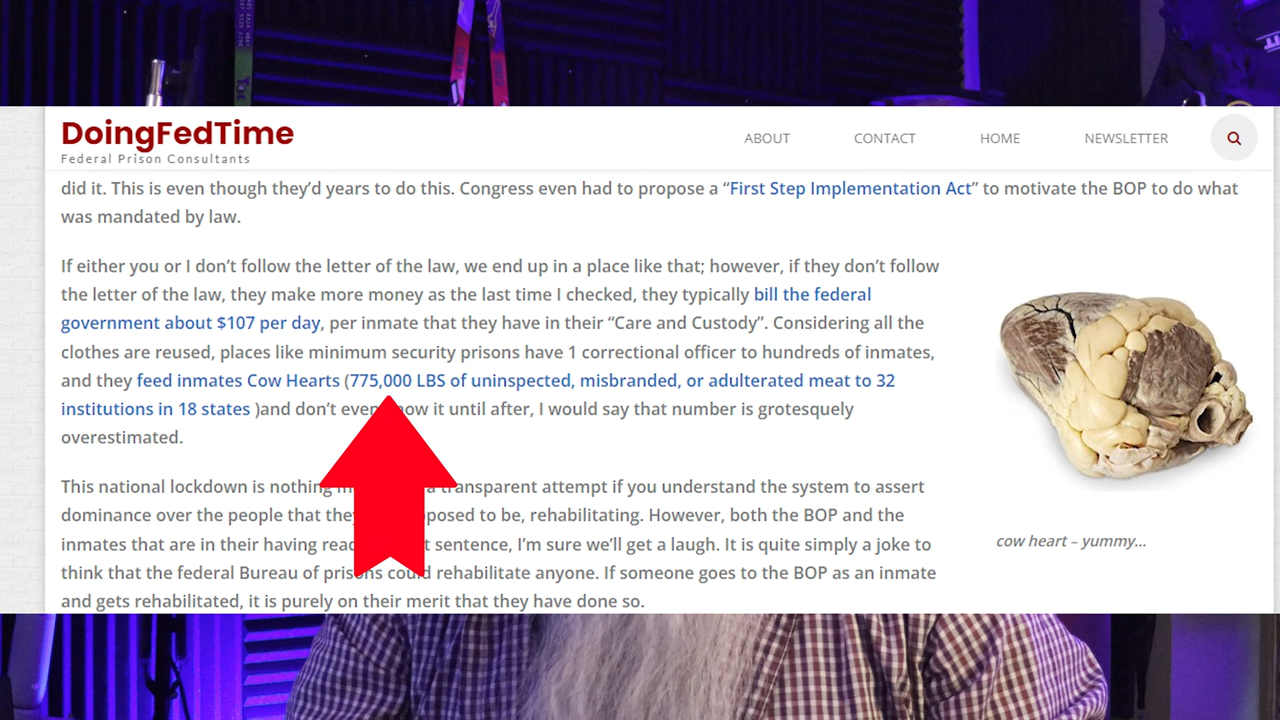 DoingFedTime
Federal Prison Consultants
ABOUT
CONTACT
HOME
NEWSLETTER
did it. This is even though they'd years to do this. Congress even had to propose a “First Step Implementation Act” to motivate the BOP to do what
was mandated by law.
If either you or I don't follow the letter of the law, we end up in a place like that; however, if they don't follow
the letter of the law, they make more money as the last time I checked, they typically bill the federal
government about $107 per day, per inmate that they have in their “Care and Custody”. Considering all the
clothes are reused, places like minimum security prisons have 1 correctional officer to hundreds of inmates,
and they feed inmates Cow Hearts (775,000 LBS of uninspected, misbranded, or adulterated meat to 32
institutions in 18 states )and don't even now it until after, I would say that number is grotesquely
overestimated.
This national lockdown is nothing a transparent attempt if you understand the system to assert
dominance over the people that they posed to be, rehabilitating. However, both the BOP and the
inmates that are in their having sentence, I'm sure we'll get a laugh. It is quite simply a joke to
think that the federal Bureau of prisons could rehabilitate anyone. If someone goes to the BOP as an inmate
and gets rehabilitated, it is purely on their merit that they have done so.
cow heart – yummy...